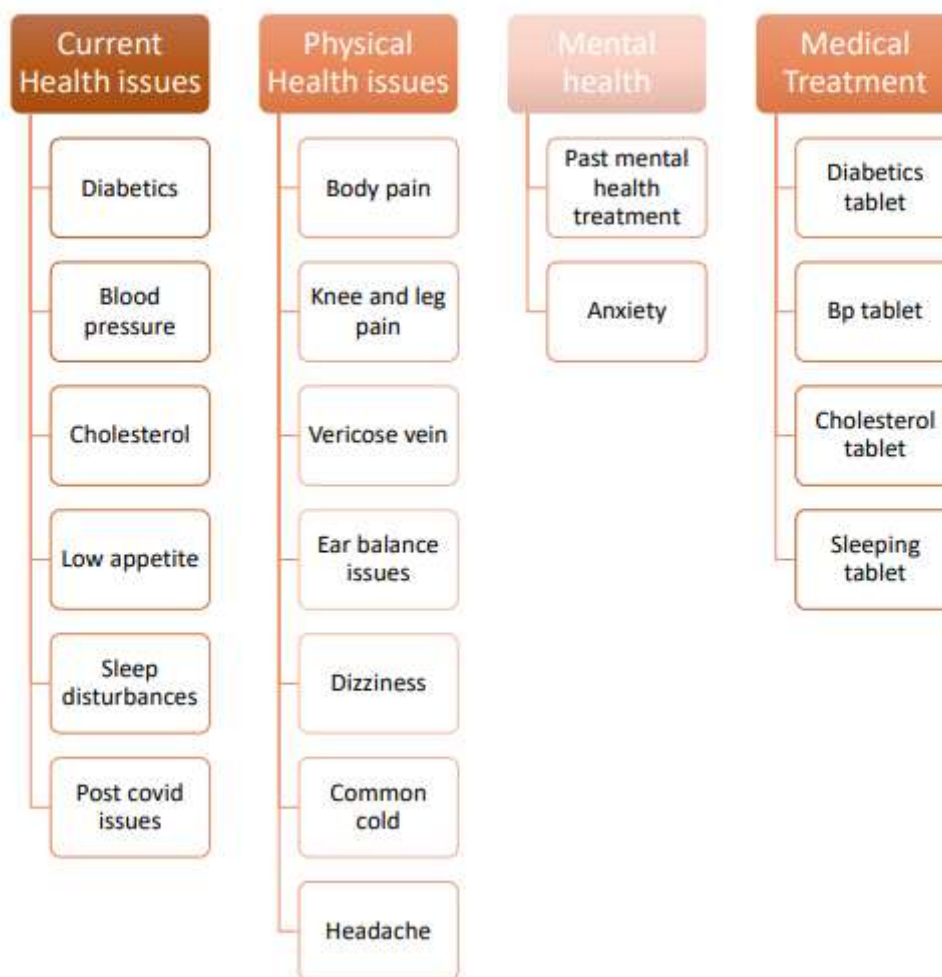 Current
Health issues
Diabetics
Blood
pressure
Cholesterol
Low appetite
Sleep
disturbances
Post covid
issues
Physical
Health issues
Body pain
Knee and leg
pain
Vericose vein
Ear balance
issues
Dizziness
Common
cold
Headache
Mental
health
Past mental
health
treatment
Anxiety
Medical
Treatment
Diabetics
tablet
Bp tablet
Cholesterol
tablet
Sleeping
tablet